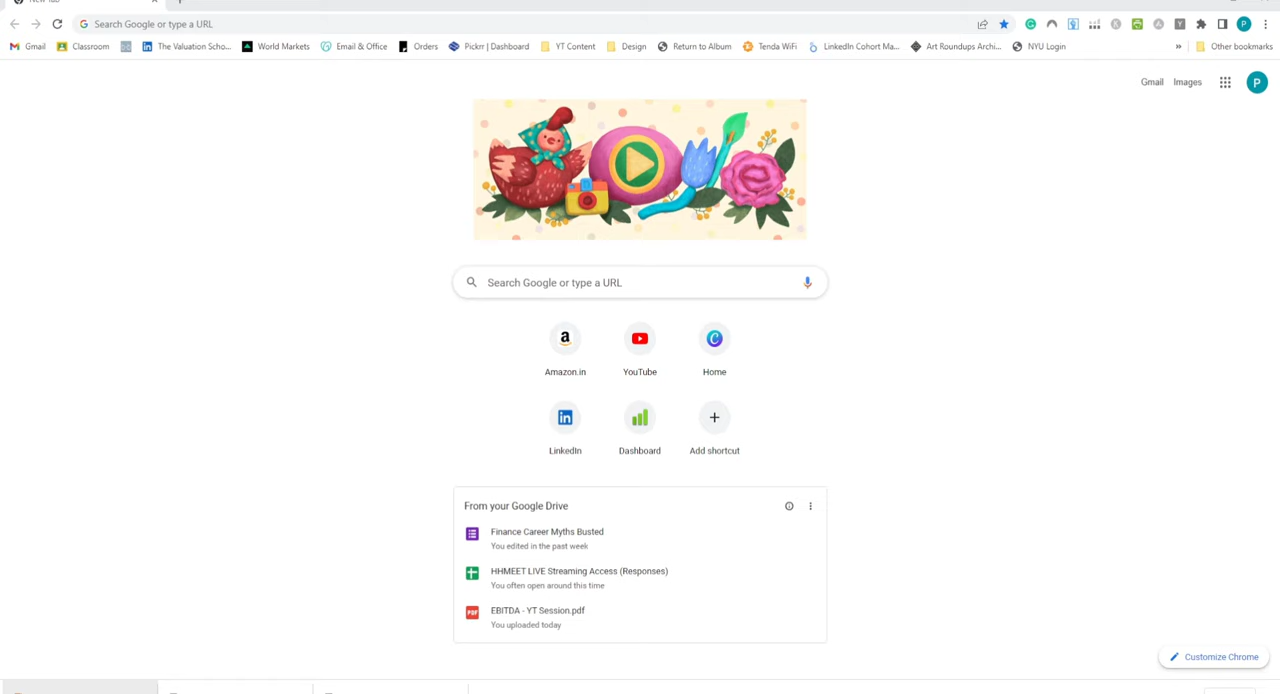 New Tab
Search Google or type a URL
Gmail
Classroom
The Valuation Scho...
World Markets
Email & Office
Orders
Pickrr | Dashboard
YT Content
Design
Return to Album
Tenda WiFi
LinkedIn Cohort Ma...
Art Roundups Archi...
NYU Login
»
Other bookmarks
Gmail
Images
P
Search Google or type a URL
Amazon.in
YouTube
Home
LinkedIn
Dashboard
Add shortcut
From your Google Drive
Finance Career Myths Busted
You edited in the past week
HHMEET LIVE Streaming Access (Responses)
You often open around this time
PDF
EBITDA - YT Session.pdf
You uploaded today
Customize Chrome